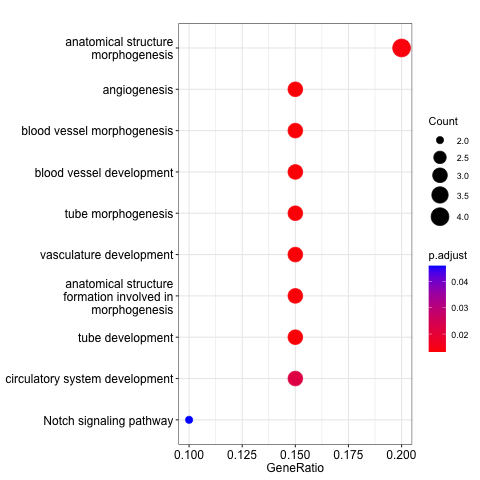 anatomical structure
morphogenesis
angiogenesis
blood vessel morphogenesis
blood vessel development
tube morphogenesis
vasculature development
anatomical structure
formation involved in
morphogenesis
tube development
circulatory system development
Notch signaling pathway
0.100 0.125 0.150 0.175 0.200
GeneRatio
Count
2.0
2.5
3.0
3.5
4.0
p.adjust
0.04
0.03
0.02